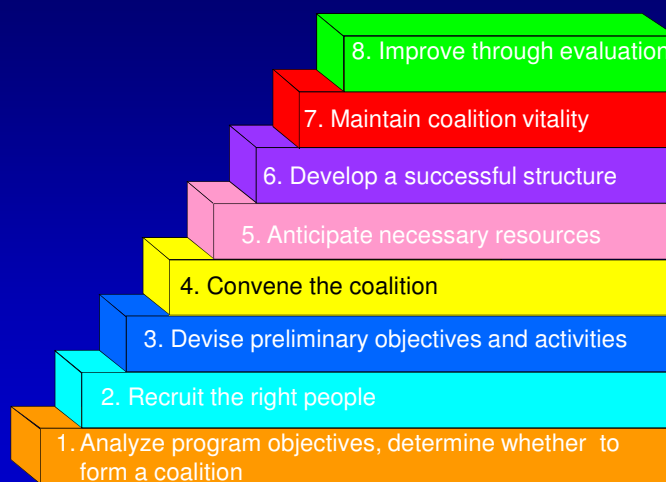 8. Improve through evaluation
7. Maintain coalition vitality
6. Develop a successful structure
5. Anticipate necessary resources
4. Convene the coalition
3. Devise preliminary objectives and activities
2. Recruit the right people
1. Analyze program objectives, determine whether to
form a coalition